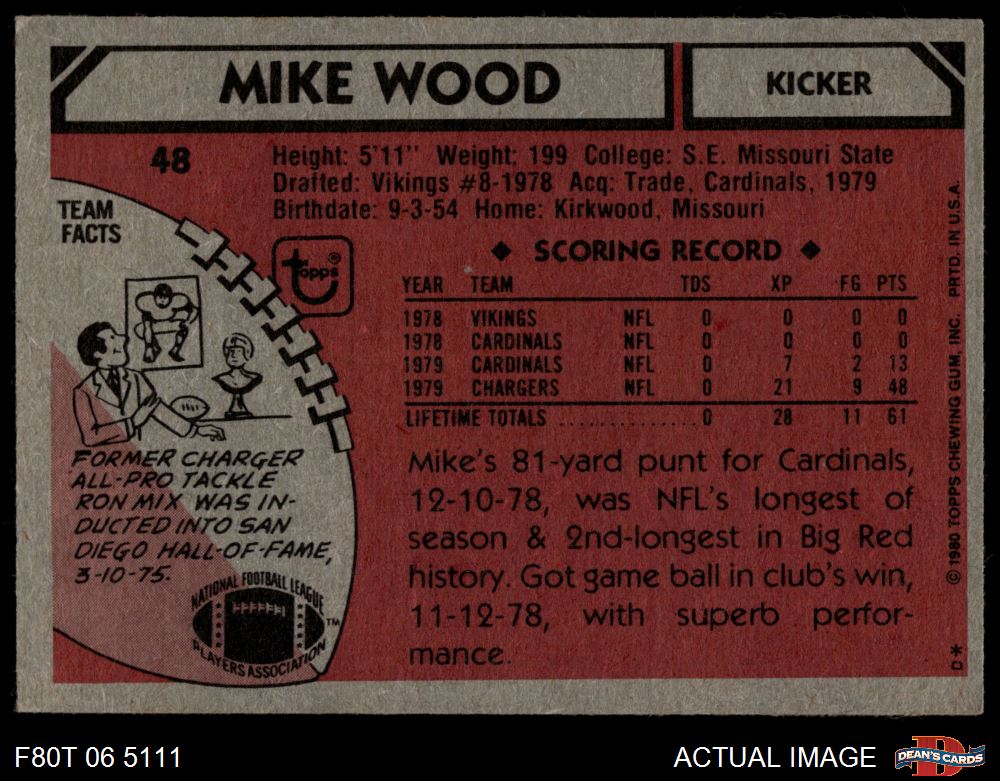 MIKE WOOD
KICKER
48
Height: 5'11" Weight: 199 College: S.E. Missouri State
Drafted: Vikings #8-1978 Acq: Trade, Cardinals, 1979
Birthdate: 9-3-54 Home: Kirkwood, Missouri
TEAM
FACTS
topps®
◆ SCORING RECORD ◆
YEAR TEAM TDS XP FG PTS
1978 VIKINGS NFL 0 0 0 0
1978 CARDINALS NFL 0 0 0 0
1979 CARDINALS NFL 0 7 2 13
1979 CHARGERS NFL 0 21 9 48
LIFETIME TOTALS ............. 0 28 11 61
Mike's 81-yard punt for Cardinals,
12-10-78, was NFL's longest of
season & 2nd-longest in Big Red
history. Got game ball in club's win,
11-12-78, with superb perfor-
mance.
FORMER CHARGER
ALL-PRO TACKLE
RON MIX WAS IN-
DUCTED INTO SAN
DIEGO HALL-OF-FAME,
3-10-75.
NATIONAL FOOTBALL LEAGUE
PLAYERS ASSOCIATION
TM
© 1980 TOPPS CHEWING GUM, INC. PRTD. IN U.S.A.
D*
F80T 06 5111
ACTUAL IMAGE
D
DEAN'S CARDS